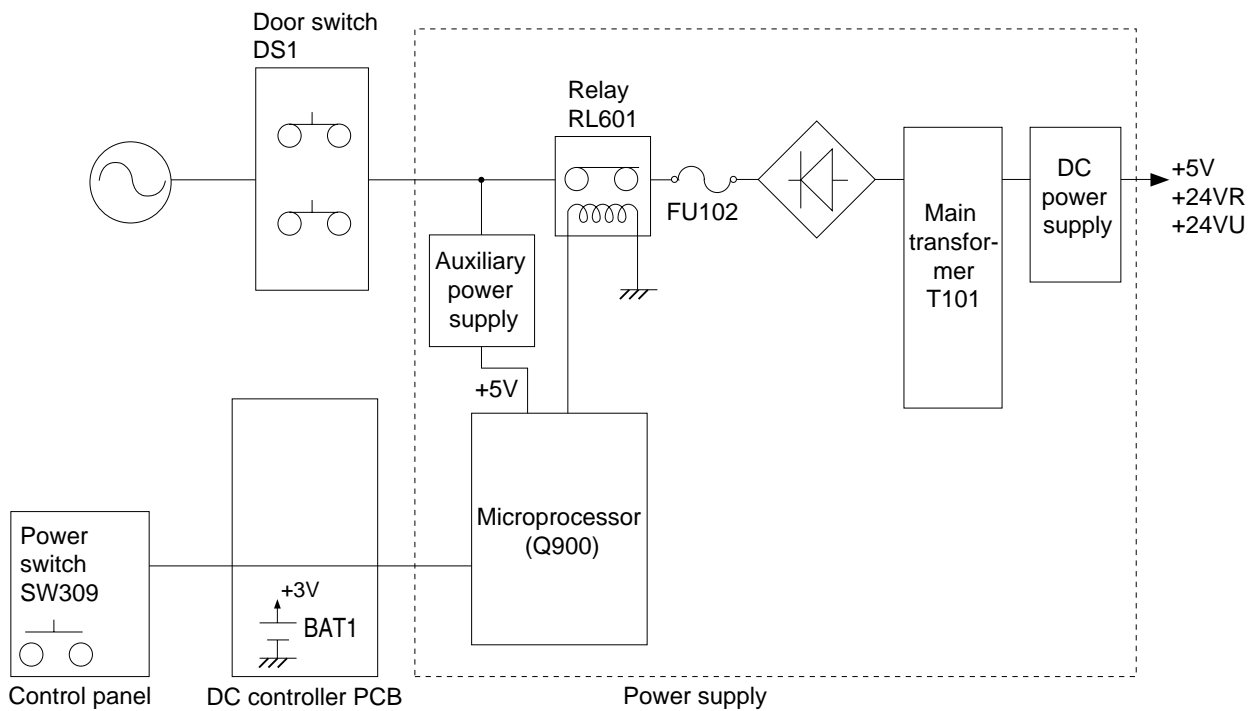 Door switch
DS1
Relay
RL601
FU102
Main
transfor-
mer
T101
DC
power
supply
+5V
+24VR
+24VU
Auxiliary
power
supply
+5V
Microprocessor
(Q900)
Power
switch
SW309
+3V
BAT1
Control panel
DC controller PCB
Power supply